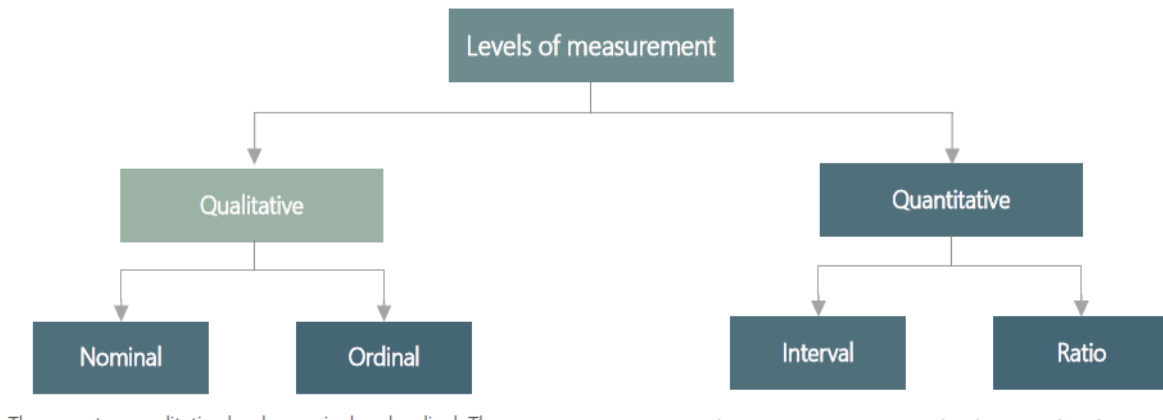 Levels of measurement
Qualitative
Quantitative
Nominal
Ordinal
Interval
Ratio